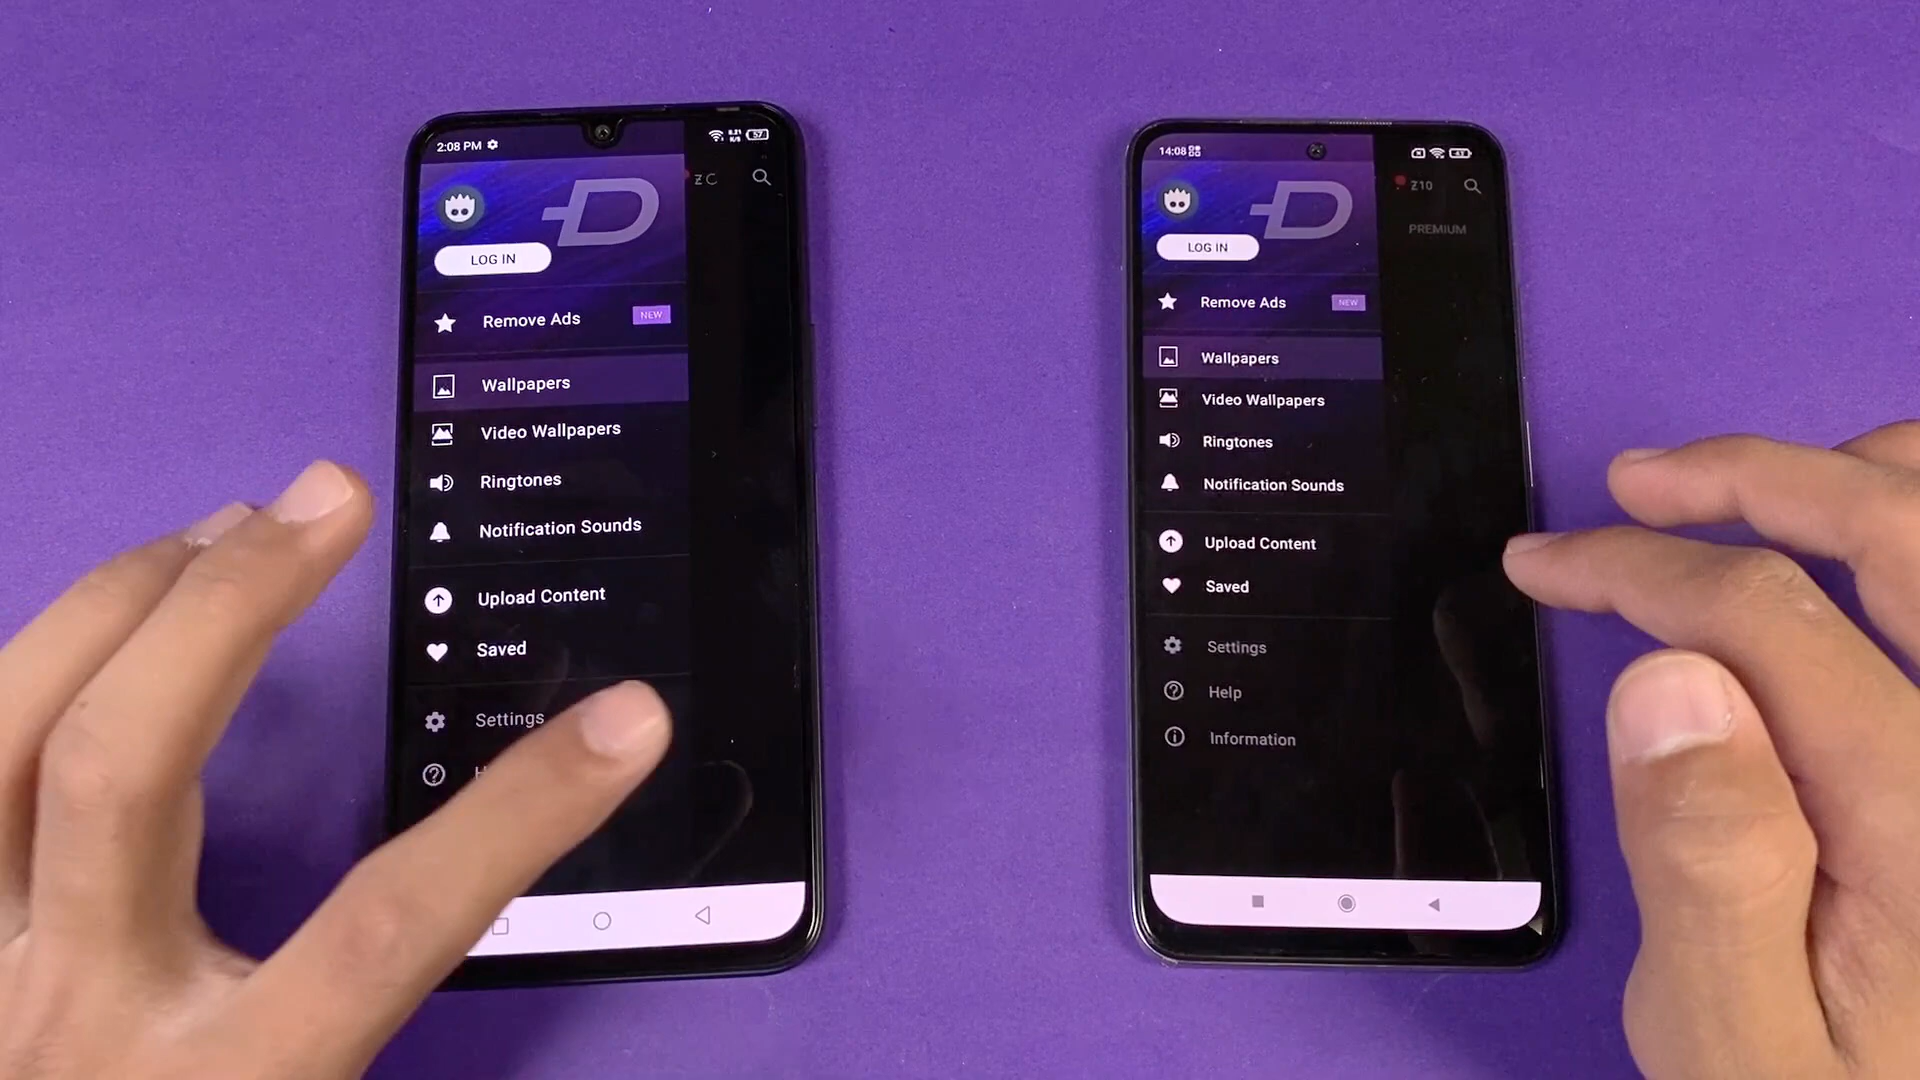 2:08 PM
57
LOG IN
Remove Ads
NEW
Wallpapers
Video Wallpapers
Ringtones
Notification Sounds
Upload Content
Saved
Settings
14:08
43
Z10
PREMIUM
LOG IN
Remove Ads
NEW
Wallpapers
Video Wallpapers
Ringtones
Notification Sounds
Upload Content
Saved
Settings
Help
Information